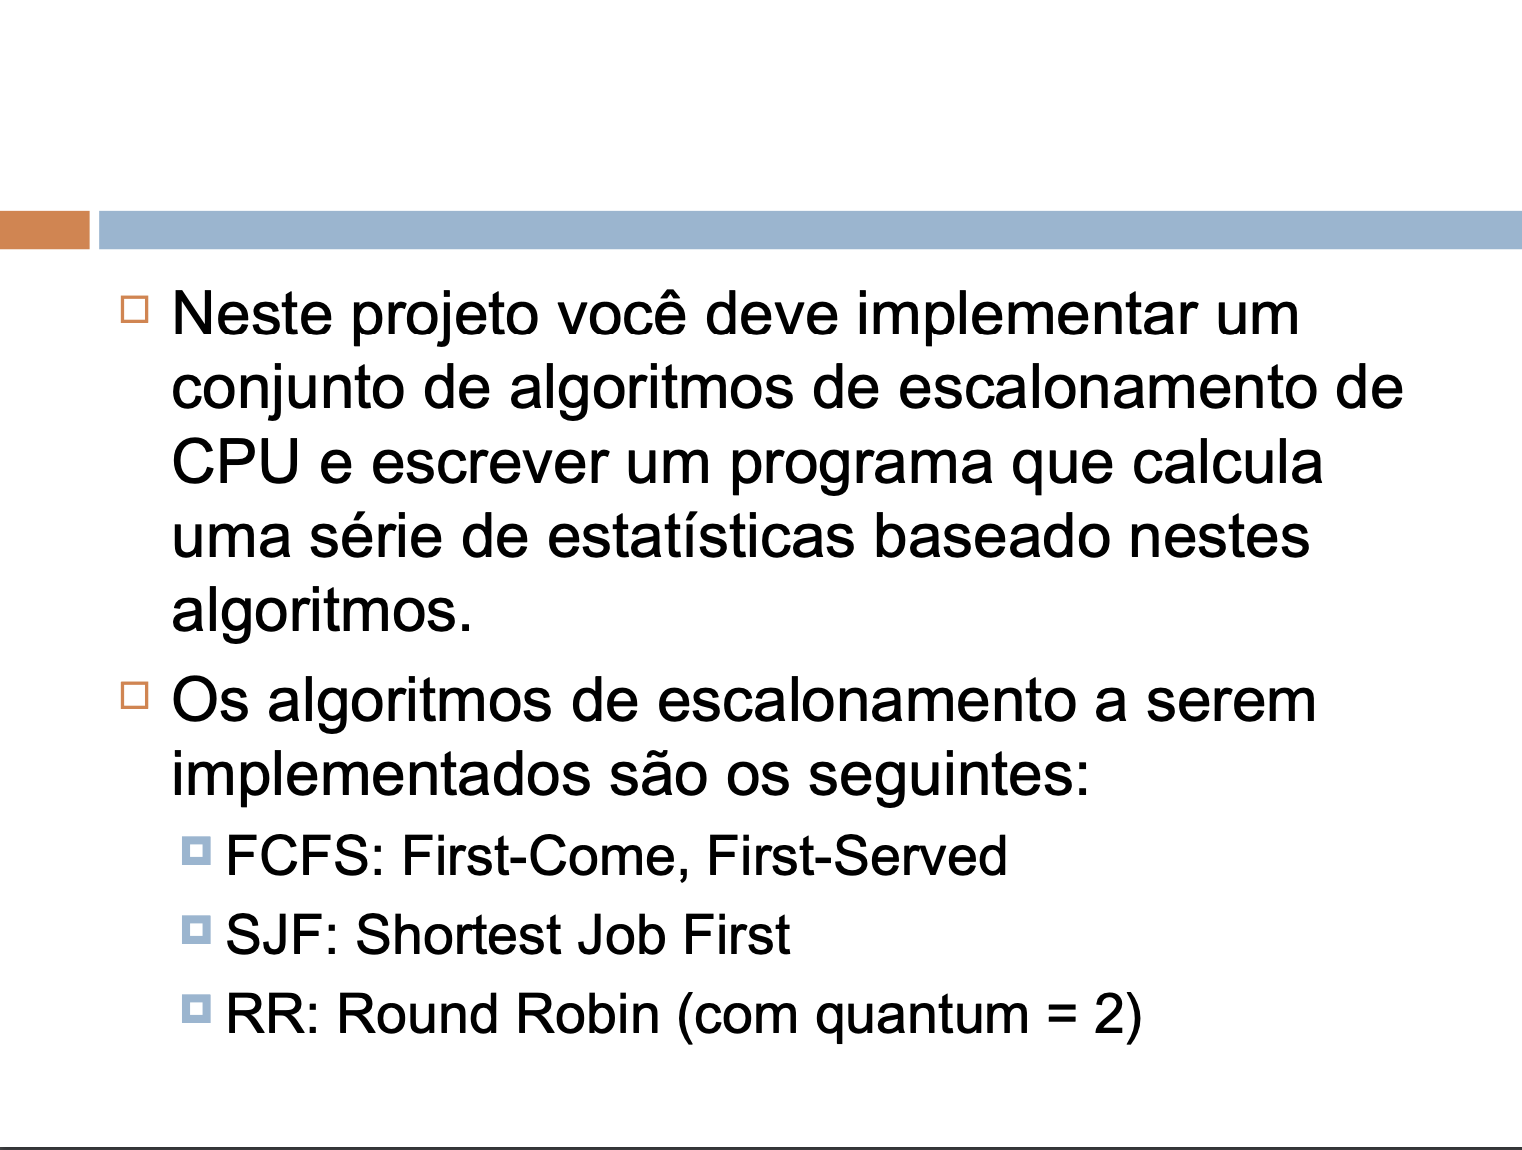 Neste projeto você deve implementar um
conjunto de algoritmos de escalonamento de
CPU e escrever um programa que calcula
uma série de estatísticas baseado nestes
algoritmos.
Os algoritmos de escalonamento a serem
implementados são os seguintes:
FCFS: First-Come, First-Served
SJF: Shortest Job First
RR: Round Robin (com quantum = 2)